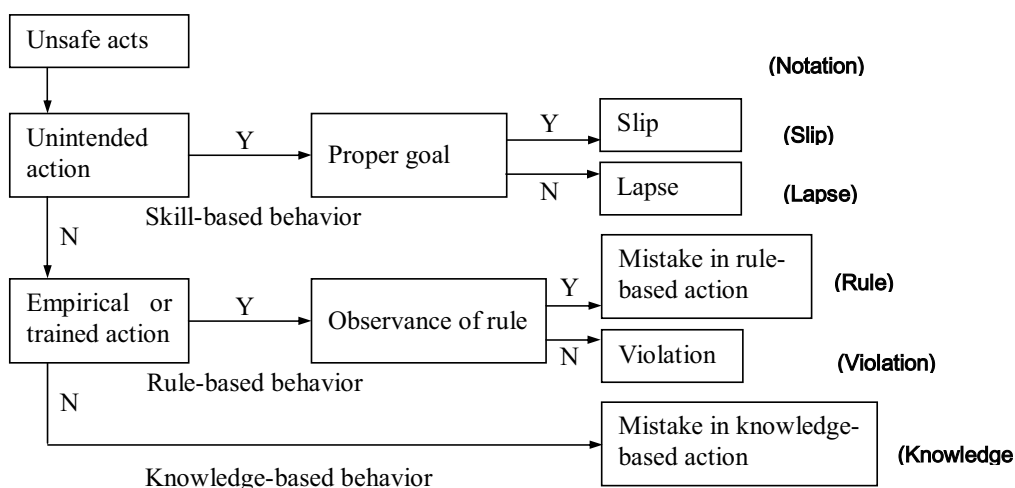 Unsafe acts
(Notation)
Unintended
action
Y
Proper goal
Y
Slip
(Slip)
N
Lapse
(Lapse)
Skill-based behavior
N
Empirical or
trained action
Y
Observance of rule
Y
Mistake in rule-
based action
(Rule)
N
Violation
(Violation)
Rule-based behavior
N
Mistake in knowledge-
based action
(Knowledge
Knowledge-based behavior